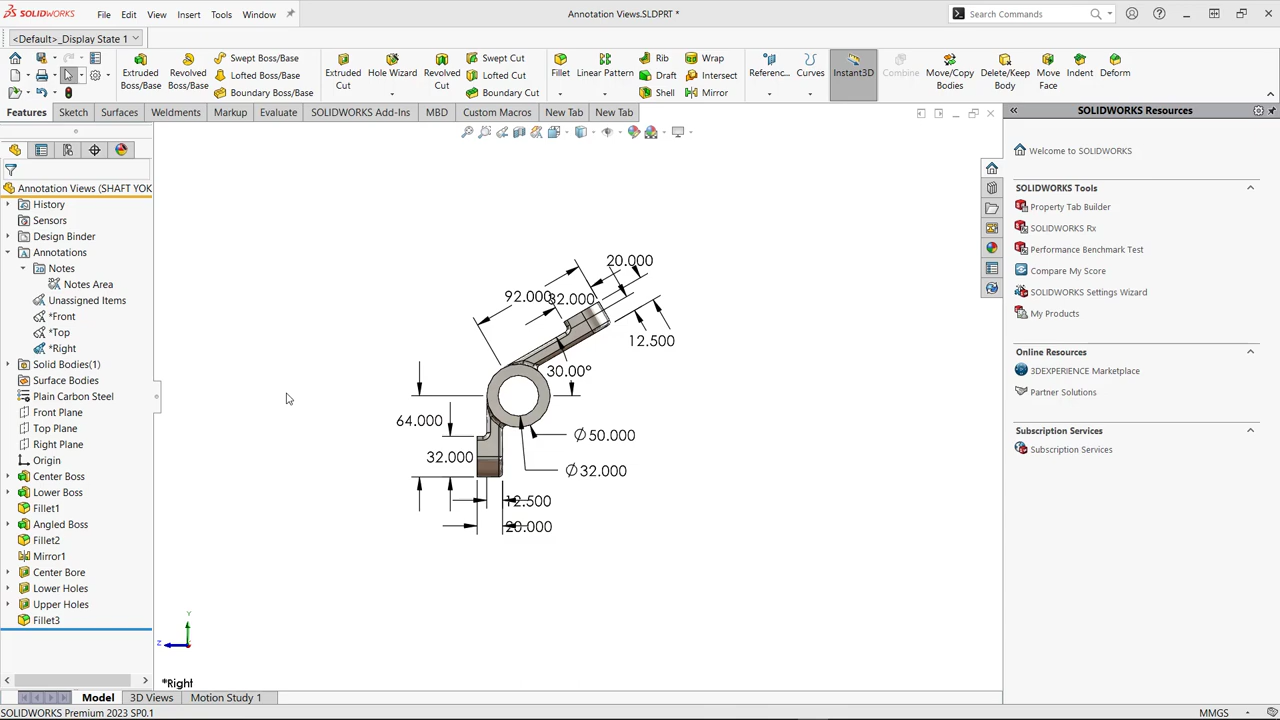 SOLIDWORKS
File
Edit
View
Insert
Tools
Window
Annotation Views.SLDPRT *
Search Commands
<Default>_Display State 1
Extruded Boss/Base
Revolved Boss/Base
Swept Boss/Base
Lofted Boss/Base
Boundary Boss/Base
Extruded Cut
Hole Wizard
Revolved Cut
Swept Cut
Lofted Cut
Boundary Cut
Fillet
Linear Pattern
Rib
Draft
Shell
Wrap
Intersect
Mirror
Referenc...
Curves
Instant3D
Combine
Move/Copy Bodies
Delete/Keep Body
Move Face
Indent
Deform
Features
Sketch
Surfaces
Weldments
Markup
Evaluate
SOLIDWORKS Add-Ins
MBD
Custom Macros
New Tab
New Tab
Annotation Views (SHAFT YOK
History
Sensors
Design Binder
Annotations
Notes
Notes Area
Unassigned Items
*Front
*Top
*Right
Solid Bodies(1)
Surface Bodies
Plain Carbon Steel
Front Plane
Top Plane
Right Plane
Origin
Center Boss
Lower Boss
Fillet1
Angled Boss
Fillet2
Mirror1
Center Bore
Lower Holes
Upper Holes
Fillet3
20.000
92.000
32.000
12.500
30.00°
64.000
Ø50.000
32.000
Ø32.000
12.500
20.000
Y
Z
*Right
SOLIDWORKS Resources
Welcome to SOLIDWORKS
SOLIDWORKS Tools
Property Tab Builder
SOLIDWORKS Rx
Performance Benchmark Test
Compare My Score
SOLIDWORKS Settings Wizard
My Products
Online Resources
3DEXPERIENCE Marketplace
Partner Solutions
Subscription Services
Subscription Services
Model
3D Views
Motion Study 1
SOLIDWORKS Premium 2023 SP0.1
MMGS